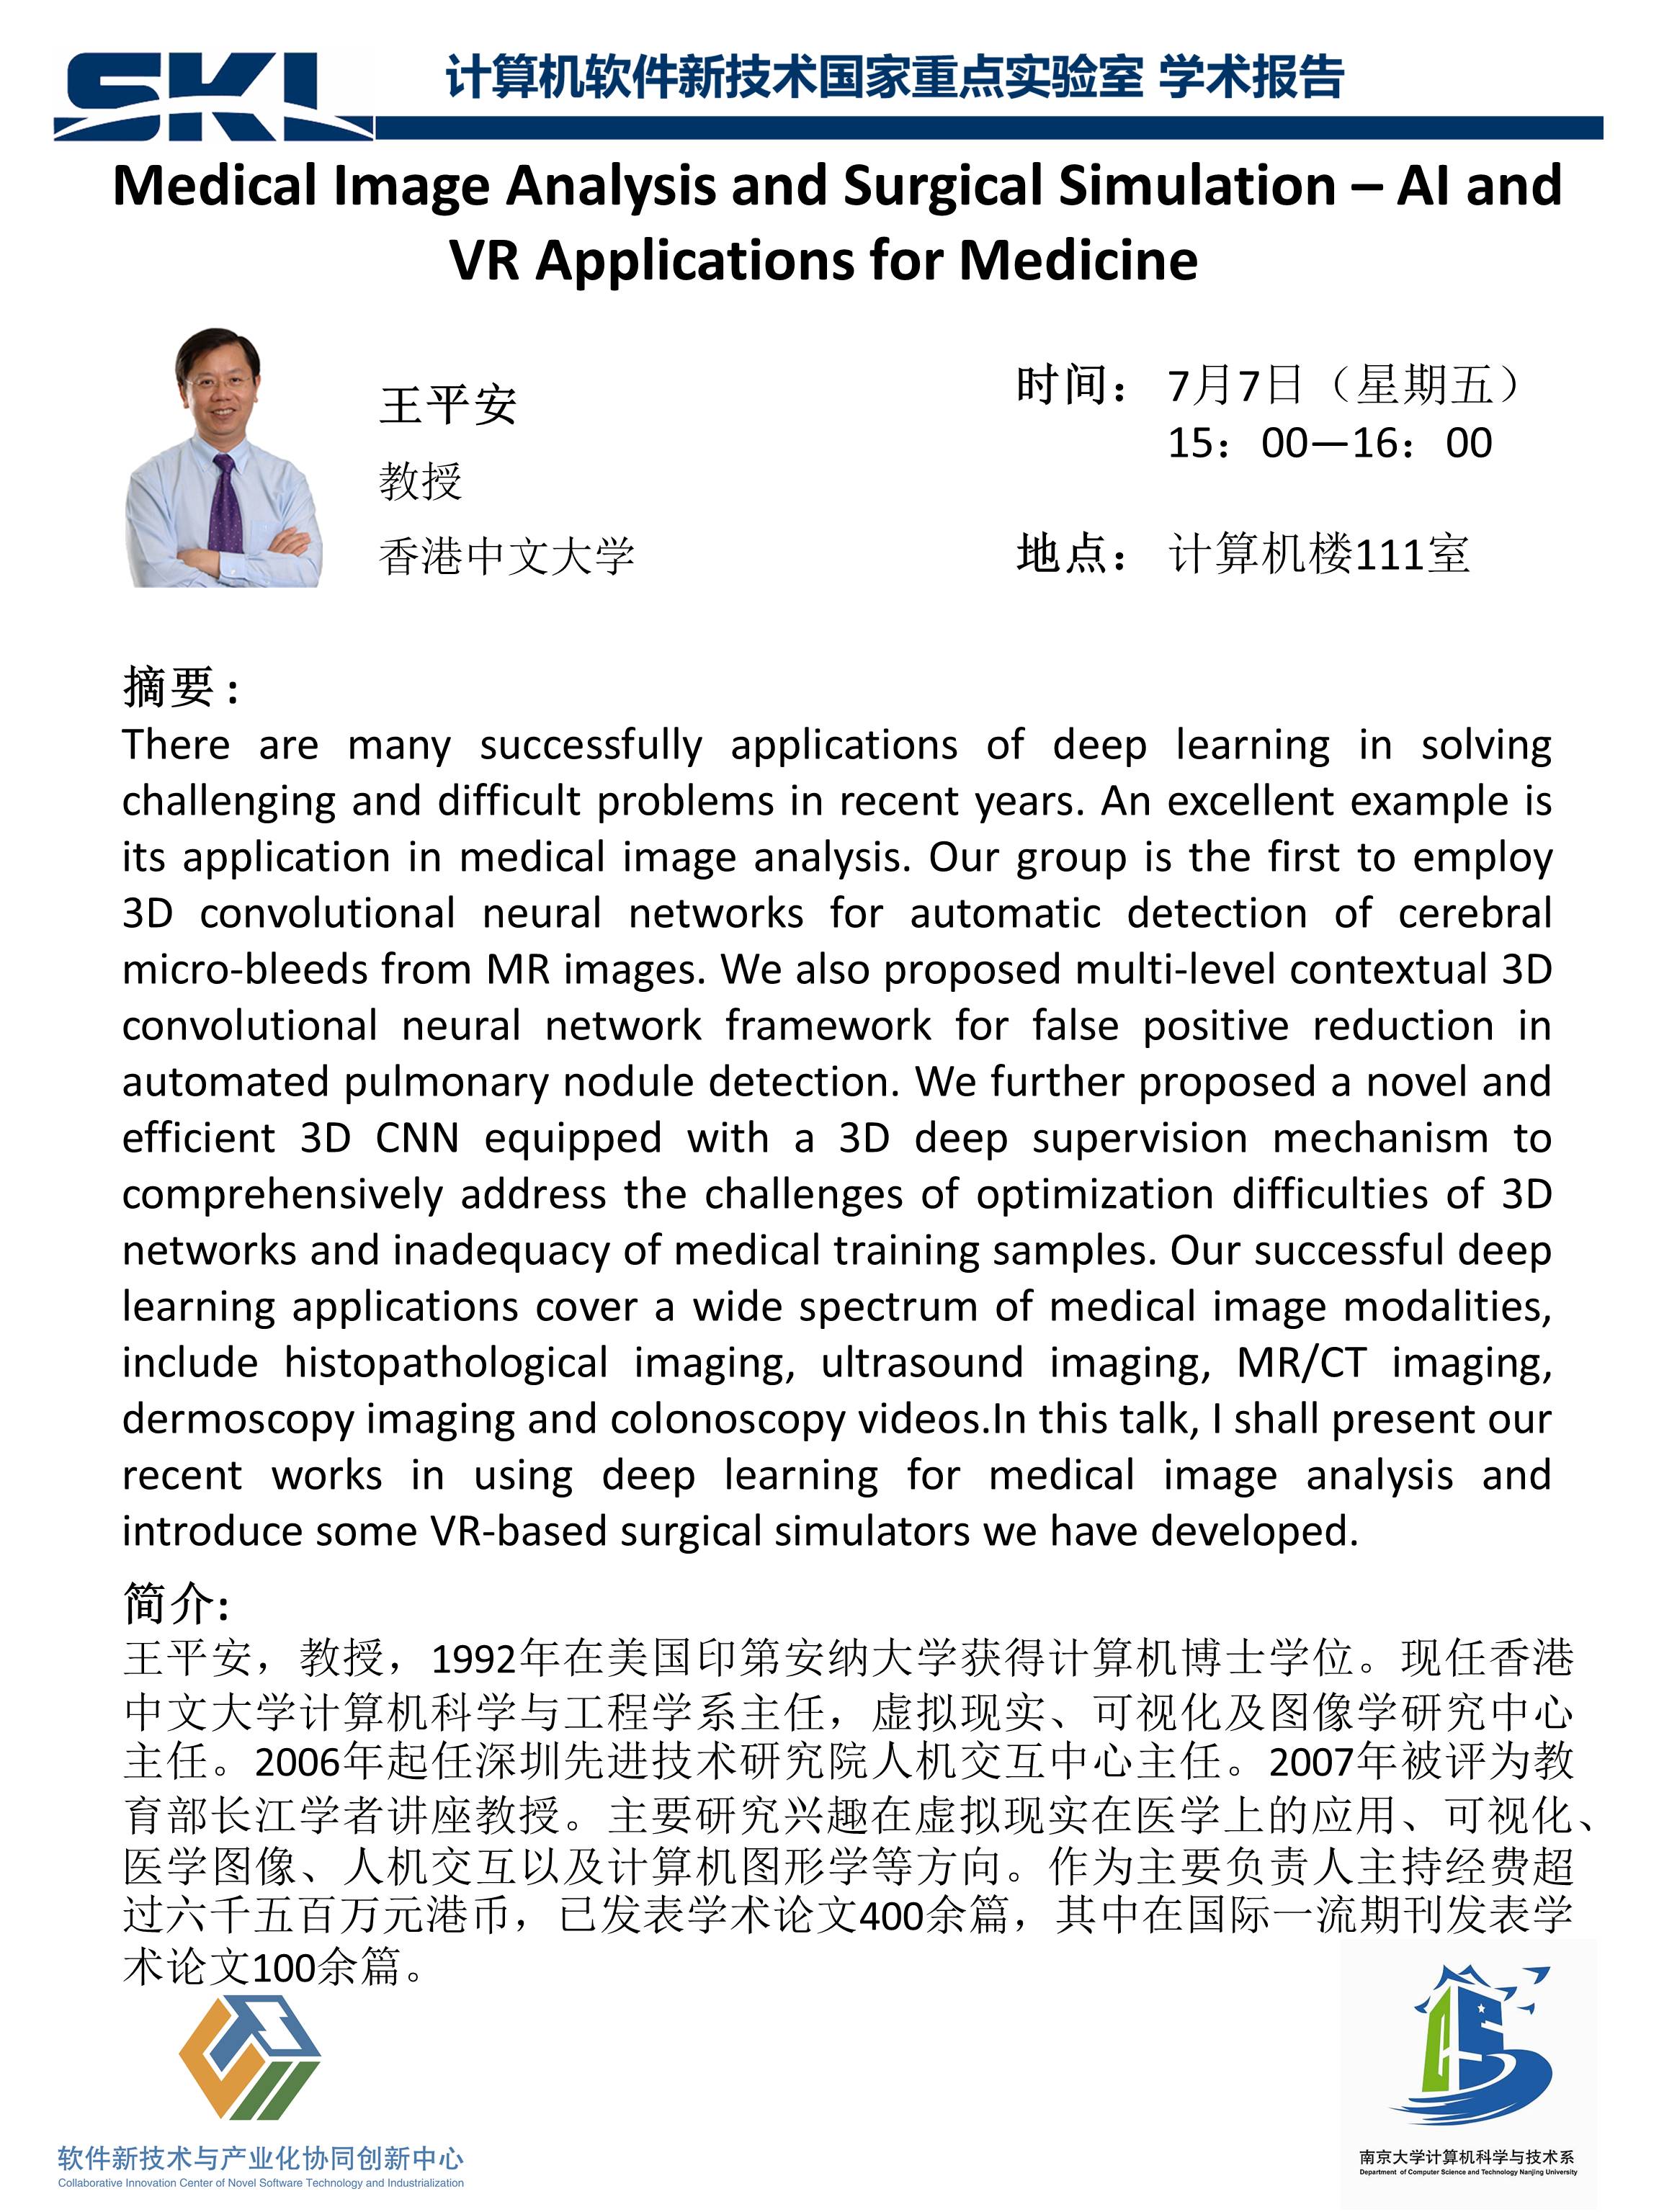 SKL
计算机软件新技术国家重点实验室 学术报告
Medical Image Analysis and Surgical Simulation – AI and
VR Applications for Medicine
王平安
教授
香港中文大学
时间： 7月7日（星期五）
15：00—16：00
地点： 计算机楼111室
摘要：
There are many successfully applications of deep learning in solving
challenging and difficult problems in recent years. An excellent example is
its application in medical image analysis. Our group is the first to employ
3D convolutional neural networks for automatic detection of cerebral
micro-bleeds from MR images. We also proposed multi-level contextual 3D
convolutional neural network framework for false positive reduction in
automated pulmonary nodule detection. We further proposed a novel and
efficient 3D CNN equipped with a 3D deep supervision mechanism to
comprehensively address the challenges of optimization difficulties of 3D
networks and inadequacy of medical training samples. Our successful deep
learning applications cover a wide spectrum of medical image modalities,
include histopathological imaging, ultrasound imaging, MR/CT imaging,
dermoscopy imaging and colonoscopy videos.In this talk, I shall present our
recent works in using deep learning for medical image analysis and
introduce some VR-based surgical simulators we have developed.
简介:
王平安，教授，1992年在美国印第安纳大学获得计算机博士学位。现任香港
中文大学计算机科学与工程学系主任，虚拟现实、可视化及图像学研究中心
主任。2006年起任深圳先进技术研究院人机交互中心主任。2007年被评为教
育部长江学者讲座教授。主要研究兴趣在虚拟现实在医学上的应用、可视化、
医学图像、人机交互以及计算机图形学等方向。作为主要负责人主持经费超
过六千五百万元港币，已发表学术论文400余篇，其中在国际一流期刊发表学
术论文100余篇。
软件新技术与产业化协同创新中心
Collaborative Innovation Center of Novel Software Technology and Industrialization
南京大学计算机科学与技术系
Department of Computer Science and Technology Nanjing University